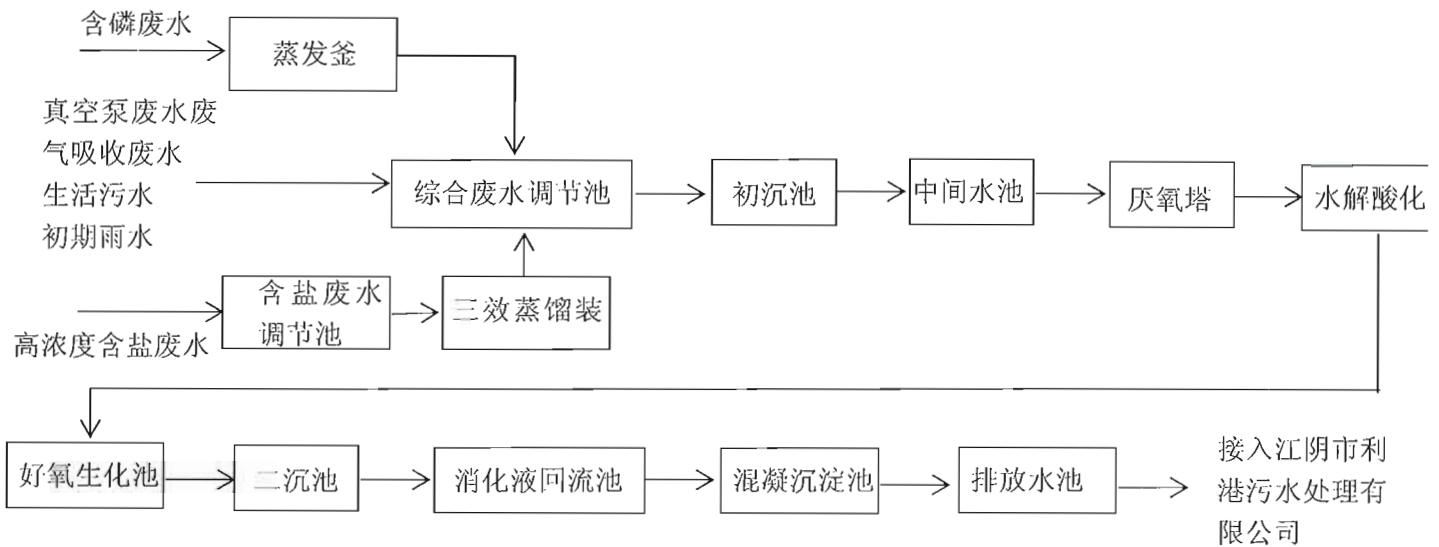 含磷废水
蒸发釜
真空泵废水废
气吸收废水
生活污水
初期雨水
综合废水调节池
初沉池
中间水池
厌氧塔
水解酸化
高浓度含盐废水
含盐废水
调节池
三效蒸馏装
好氧生化池
二沉池
消化液回流池
混凝沉淀池
排放水池
接入江阴市利
港污水处理有
限公司